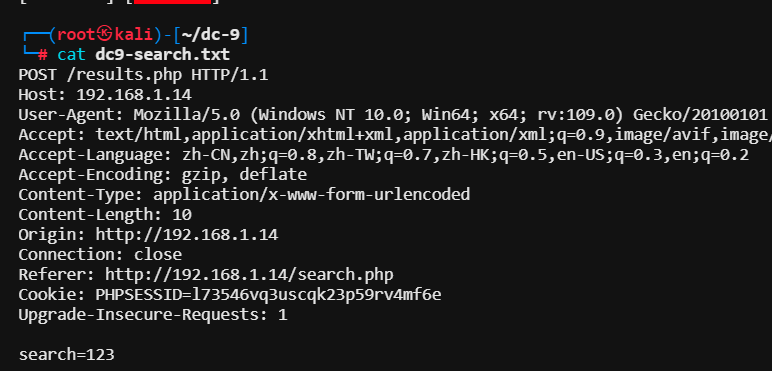 ┌──(root㉿kali)-[~/dc-9]
└─# cat dc9-search.txt
POST /results.php HTTP/1.1
Host: 192.168.1.14
User-Agent: Mozilla/5.0 (Windows NT 10.0; Win64; x64; rv:109.0) Gecko/20100101
Accept: text/html,application/xhtml+xml,application/xml;q=0.9,image/avif,image/
Accept-Language: zh-CN,zh;q=0.8,zh-TW;q=0.7,zh-HK;q=0.5,en-US;q=0.3,en;q=0.2
Accept-Encoding: gzip, deflate
Content-Type: application/x-www-form-urlencoded
Content-Length: 10
Origin: http://192.168.1.14
Connection: close
Referer: http://192.168.1.14/search.php
Cookie: PHPSESSID=l73546vq3uscqk23p59rv4mf6e
Upgrade-Insecure-Requests: 1
search=123